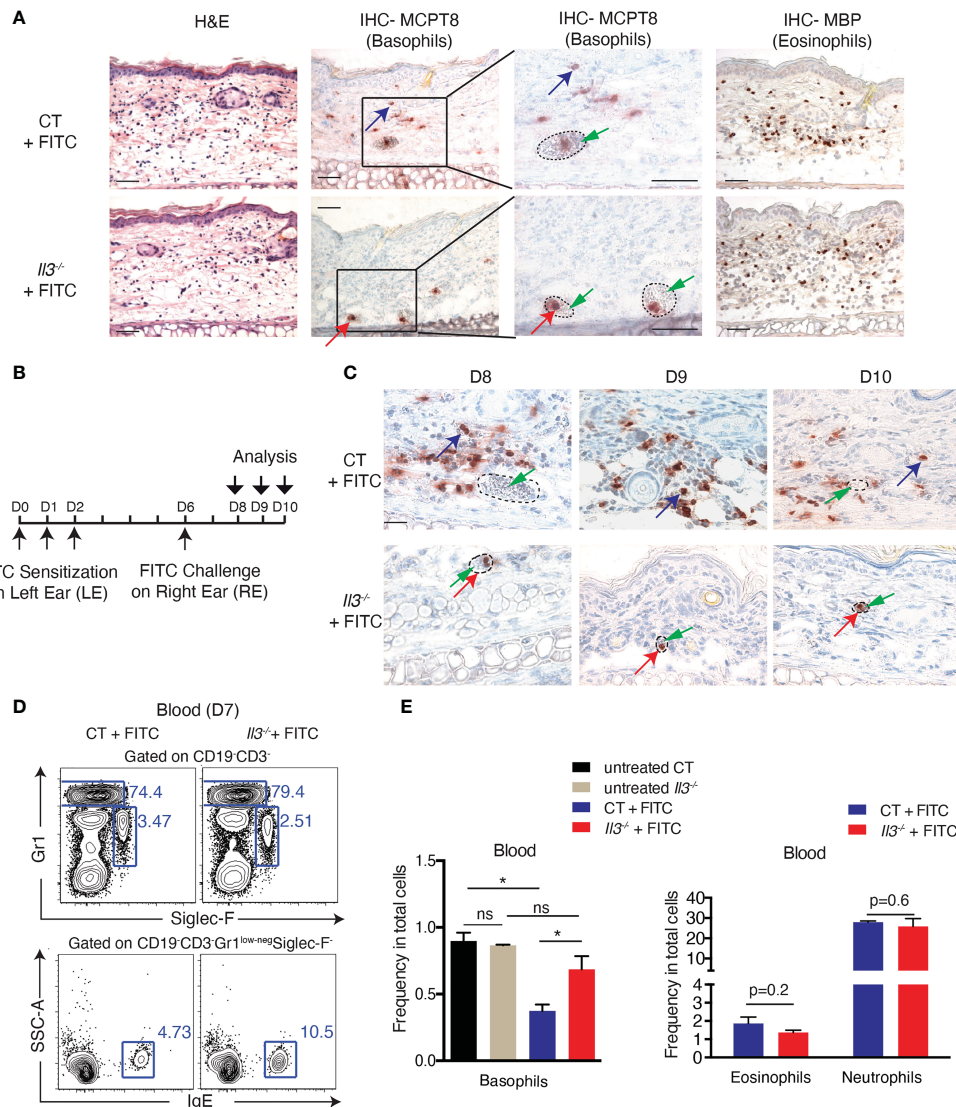 A
H&E
IHC- MCPT8
(Basophils)
IHC- MCPT8
(Basophils)
IHC- MBP
(Eosinophils)
CT
+ FITC
Il3-/-
+ FITC
B
Analysis
D0 D1 D2 D6 D8 D9 D10
TC Sensitization
n Left Ear (LE)
FITC Challenge
on Right Ear (RE)
C
D8 D9 D10
CT
+ FITC
Il3-/-
+ FITC
D
Blood (D7)
CT + FITC
Il3-/-+ FITC
Gated on CD19-CD3-
74.4
3.47
79.4
2.51
Gr1
Siglec-F
Gated on CD19-CD3-Gr1low-negSiglec-F-
4.73
10.5
SSC-A
IgE
E
untreated CT
untreated Il3-/-
CT + FITC
Il3-/- + FITC
Blood
Frequency in total cells
1.5
1.0
0.5
0.0
*
ns
ns
*
Basophils
CT + FITC
Il3-/- + FITC
Blood
Frequency in total cells
40
30
20
10
4
3
2
1
0
p=0.2
p=0.6
Eosinophils
Neutrophils